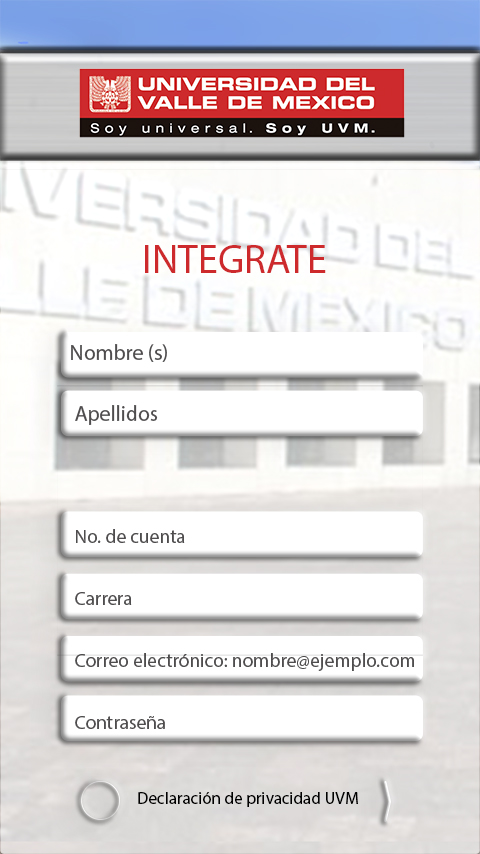 UNIVERSIDAD DEL
VALLE DE MEXICO
Soy universal. Soy UVM.
IVERSIDAD DEL
LLE DE MEXICO
INTEGRATE
Nombre (s)
Apellidos
No. de cuenta
Carrera
Correo electrónico: nombre@ejemplo.com
Contraseña
Declaración de privacidad UVM